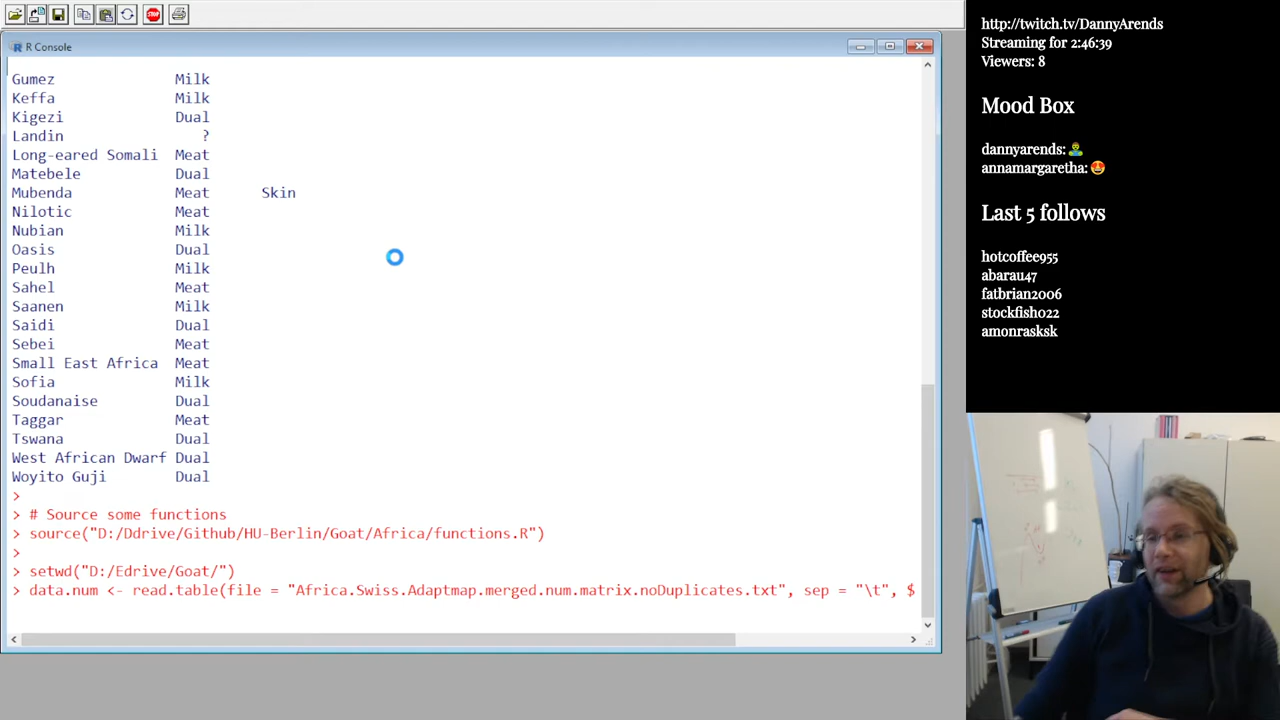 STOP
R Console
Gumez Milk
Keffa Milk
Kigezi Dual
Landin ?
Long-eared Somali Meat
Matebele Dual
Mubenda Meat Skin
Nilotic Meat
Nubian Milk
Oasis Dual
Peulh Milk
Sahel Meat
Saanen Milk
Saidi Dual
Sebei Meat
Small East Africa Meat
Sofia Milk
Soudanaise Dual
Taggar Meat
Tswana Dual
West African Dwarf Dual
Woyito Guji Dual
>
> # Source some functions
> source("D:/Ddrive/Github/HU-Berlin/Goat/Africa/functions.R")
>
> setwd("D:/Edrive/Goat/")
> data.num <- read.table(file = "Africa.Swiss.Adaptmap.merged.num.matrix.noDuplicates.txt", sep = "\t", $
http://twitch.tv/DannyArends
Streaming for 2:46:39
Viewers: 8
Mood Box
dannyarends: 🧟‍♂️
annamargaretha: 😍
Last 5 follows
hotcoffee955
abarau47
fatbrian2006
stockfish022
amonrasksk